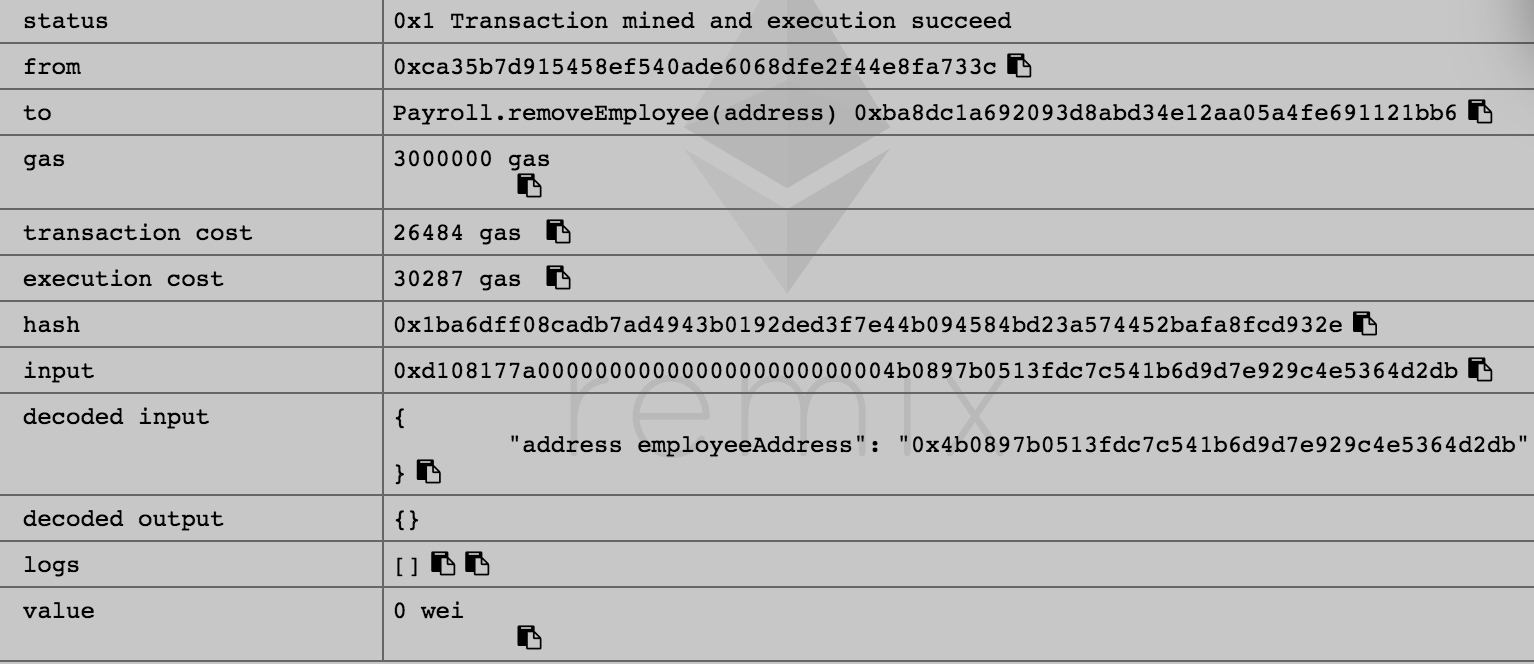 status 0x1 Transaction mined and execution succeed
from 0xca35b7d915458ef540ade6068dfe2f44e8fa733c
to Payroll.removeEmployee(address) 0xba8dc1a692093d8abd34e12aa05a4fe691121bb6
gas 3000000 gas
transaction cost 26484 gas
execution cost 30287 gas
hash 0x1ba6dff08cadb7ad4943b0192ded3f7e44b094584bd23a574452bafa8fcd932e
input 0xd108177a0000000000000000000000004b0897b0513fdc7c541b6d9d7e929c4e5364d2db
decoded input {
"address employeeAddress": "0x4b0897b0513fdc7c541b6d9d7e929c4e5364d2db"
}
decoded output {}
logs []
value 0 wei
remix